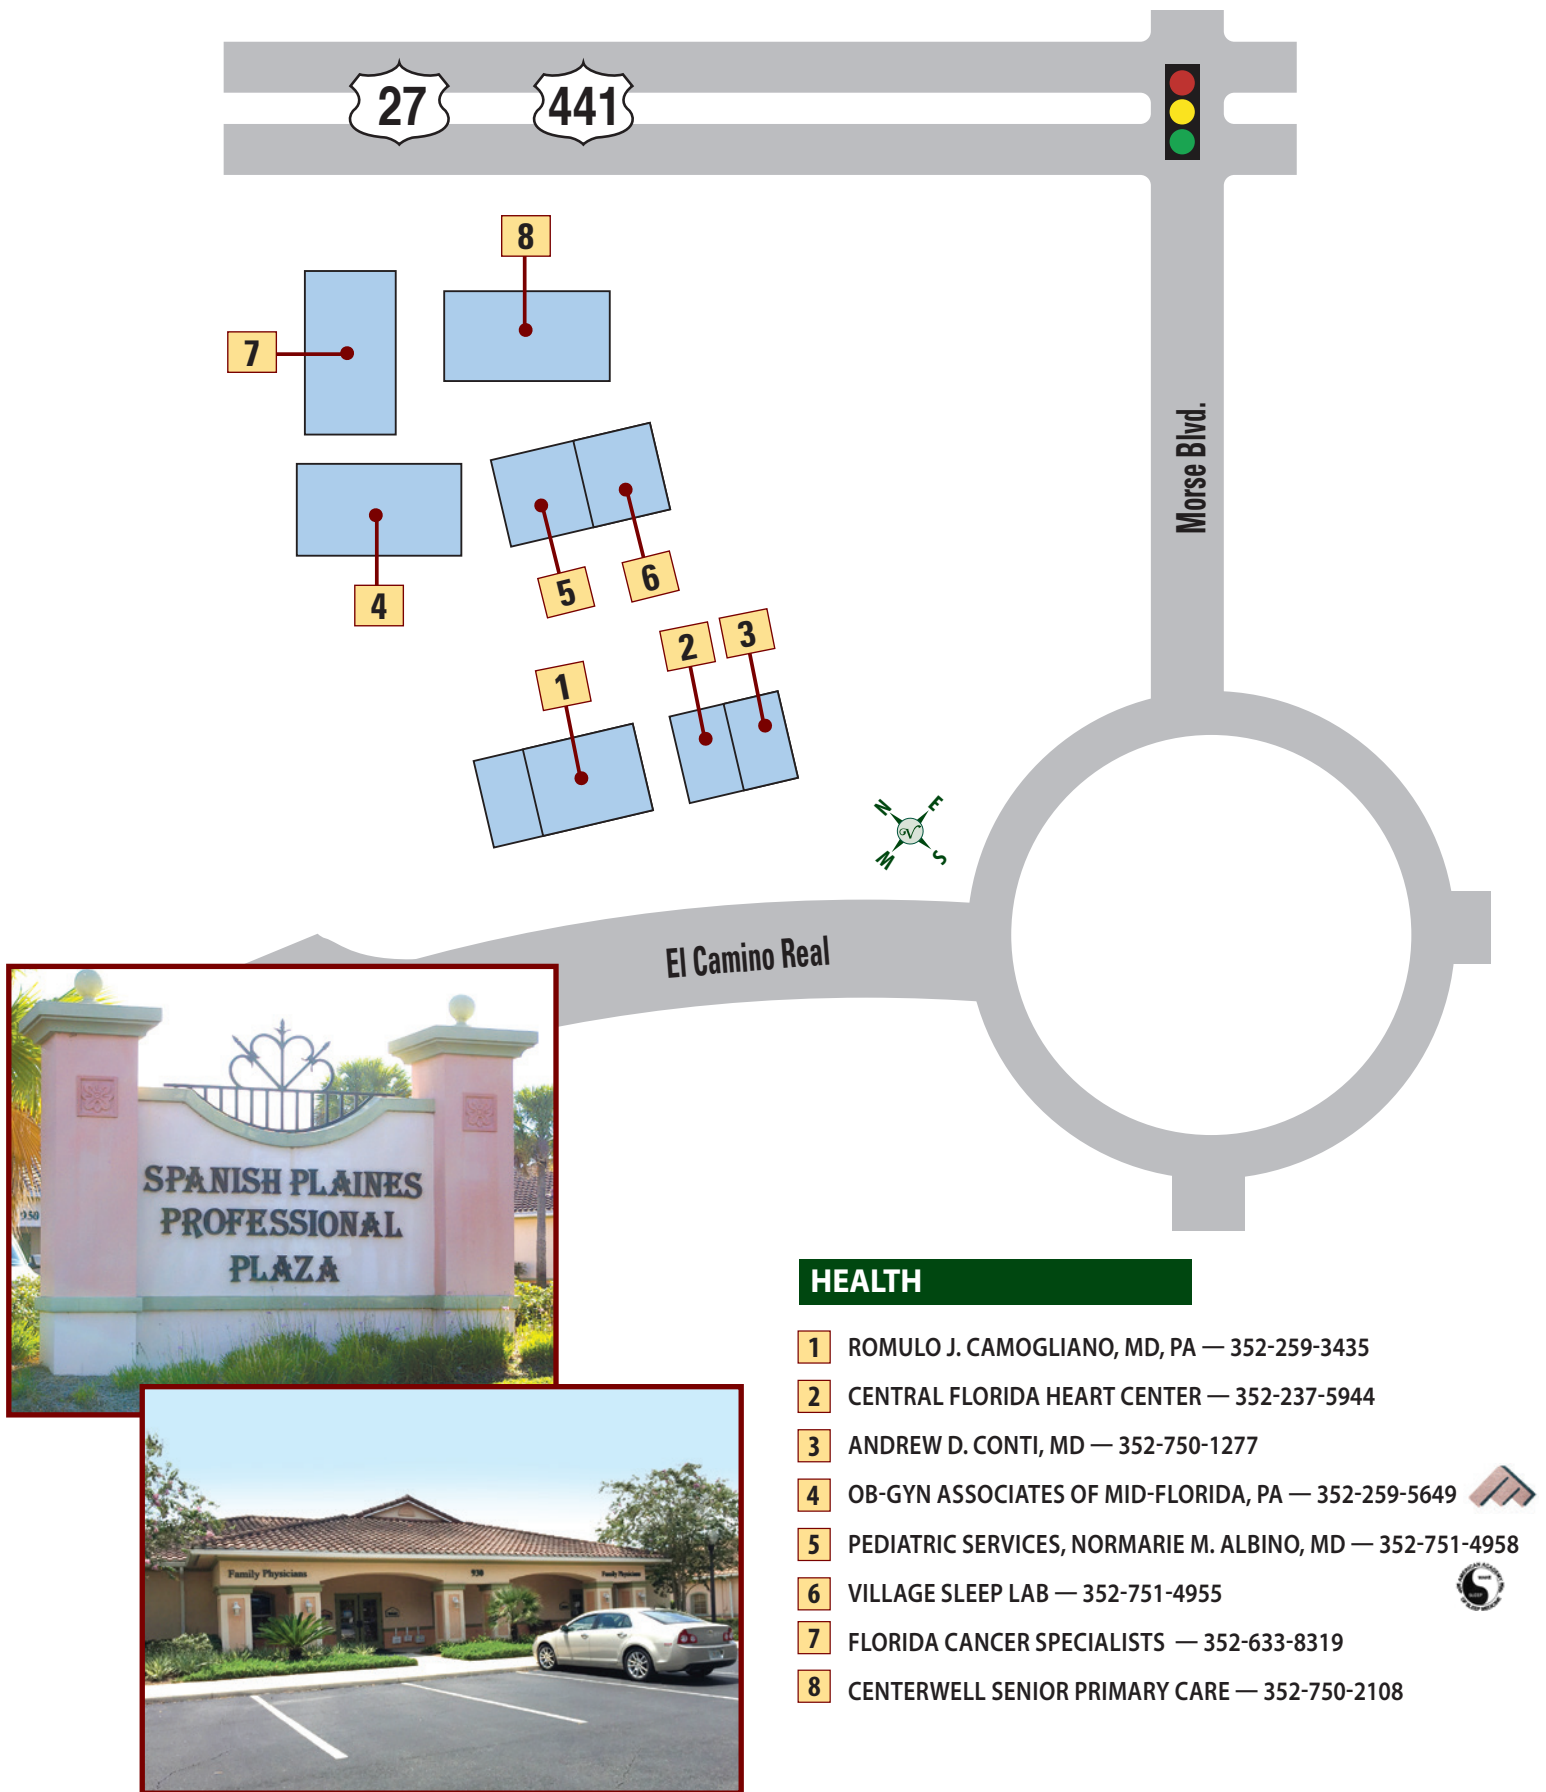 27
441
8
7
Morse Blvd.
4
5
6
2
3
1
N
E
W
S
V
El Camino Real
SPANISH PLAINES
PROFESSIONAL
PLAZA
950
Family Physicians
930
Family Physicians
HEALTH
1 ROMULO J. CAMOGLIANO, MD, PA — 352-259-3435
2 CENTRAL FLORIDA HEART CENTER — 352-237-5944
3 ANDREW D. CONTI, MD — 352-750-1277
4 OB-GYN ASSOCIATES OF MID-FLORIDA, PA — 352-259-5649
5 PEDIATRIC SERVICES, NORMARIE M. ALBINO, MD — 352-751-4958
6 VILLAGE SLEEP LAB — 352-751-4955
7 FLORIDA CANCER SPECIALISTS — 352-633-8319
8 CENTERWELL SENIOR PRIMARY CARE — 352-750-2108